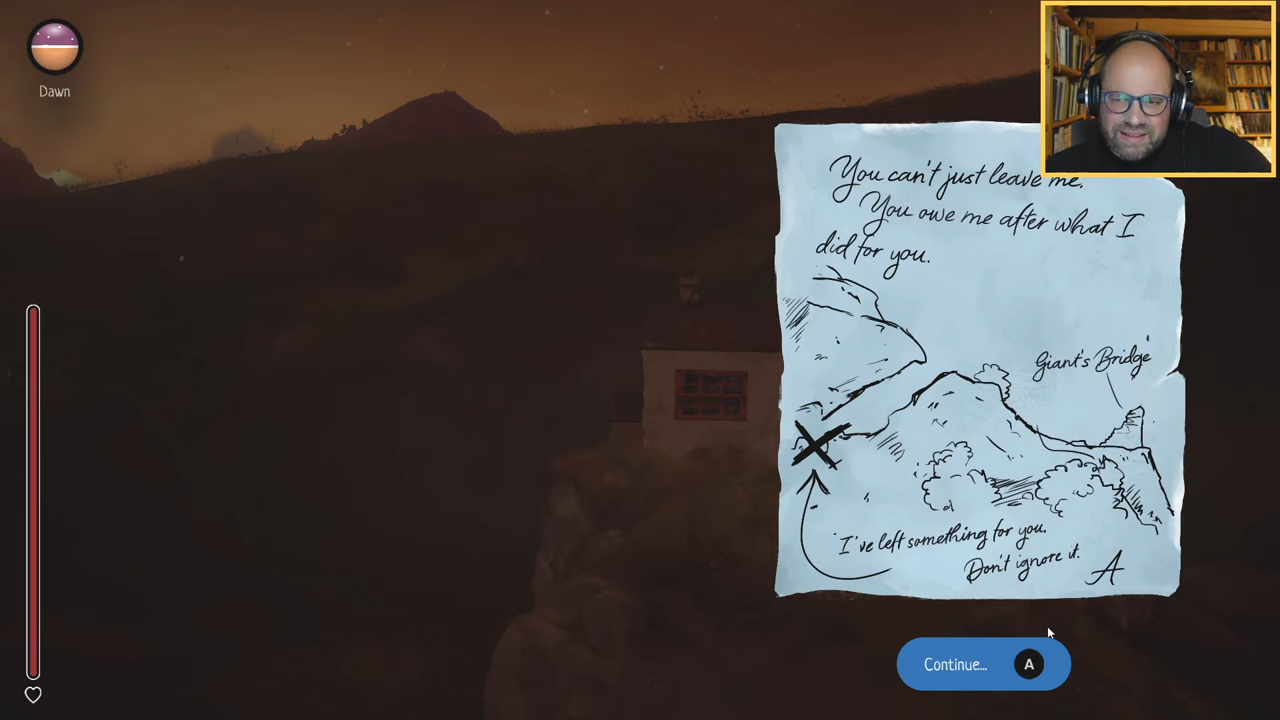 Dawn
You can't just leave me.
You owe me after what I
did for you.
Giant's Bridge
I've left something for you.
Don't ignore it.
A
Continue... A